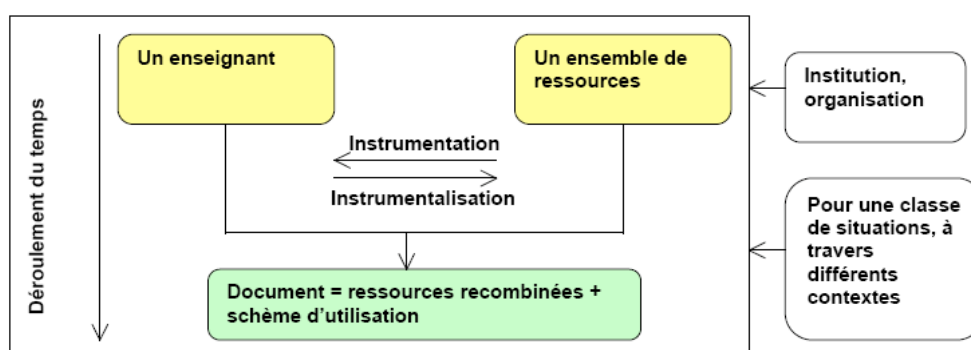 Déroulement du temps
Un enseignant
Un ensemble de
ressources
Instrumentation
Instrumentalisation
Document = ressources recombinées +
schème d'utilisation
Institution,
organisation
Pour une classe
de situations, à
travers
différents
contextes